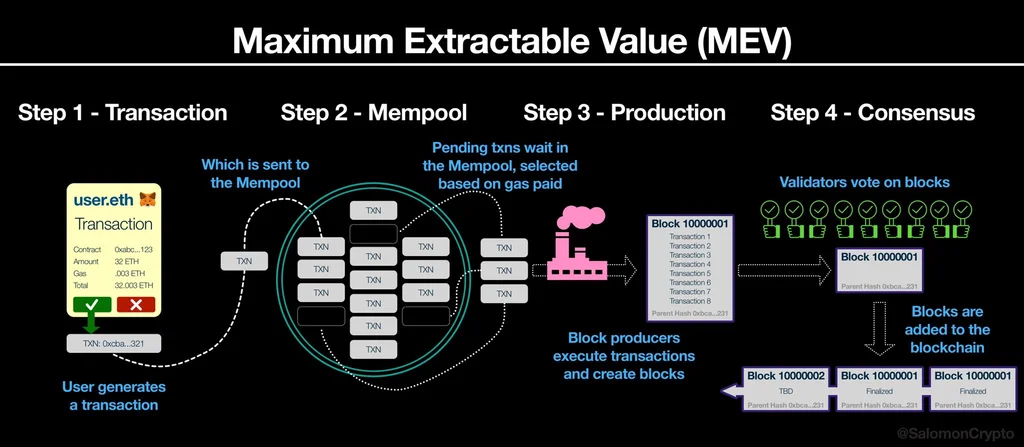 Maximum Extractable Value (MEV)
Step 1 - Transaction
Step 2 - Mempool
Step 3 - Production
Step 4 - Consensus
user.eth
Transaction
Contract 0xabc...123
Amount 32 ETH
Gas .003 ETH
Total 32.003 ETH
TXN: 0xcba...321
User generates
a transaction
Which is sent to
the Mempool
TXN
TXN
TXN
TXN
TXN
TXN
TXN
TXN
TXN
TXN
TXN
TXN
Pending txns wait in
the Mempool, selected
based on gas paid
TXN
TXN
TXN
Block producers
execute transactions
and create blocks
Block 10000001
Transaction 1
Transaction 2
Transaction 3
Transaction 4
Transaction 5
Transaction 6
Transaction 7
Transaction 8
Parent Hash 0xbca...231
Validators vote on blocks
Block 10000001
Parent Hash 0xbca...231
Blocks are
added to the
blockchain
Block 10000002
TBD
Parent Hash 0xbca...231
Block 10000001
Finalized
Parent Hash 0xbca...231
Block 10000001
Finalized
Parent Hash 0xbca...231
@SalomonCrypto